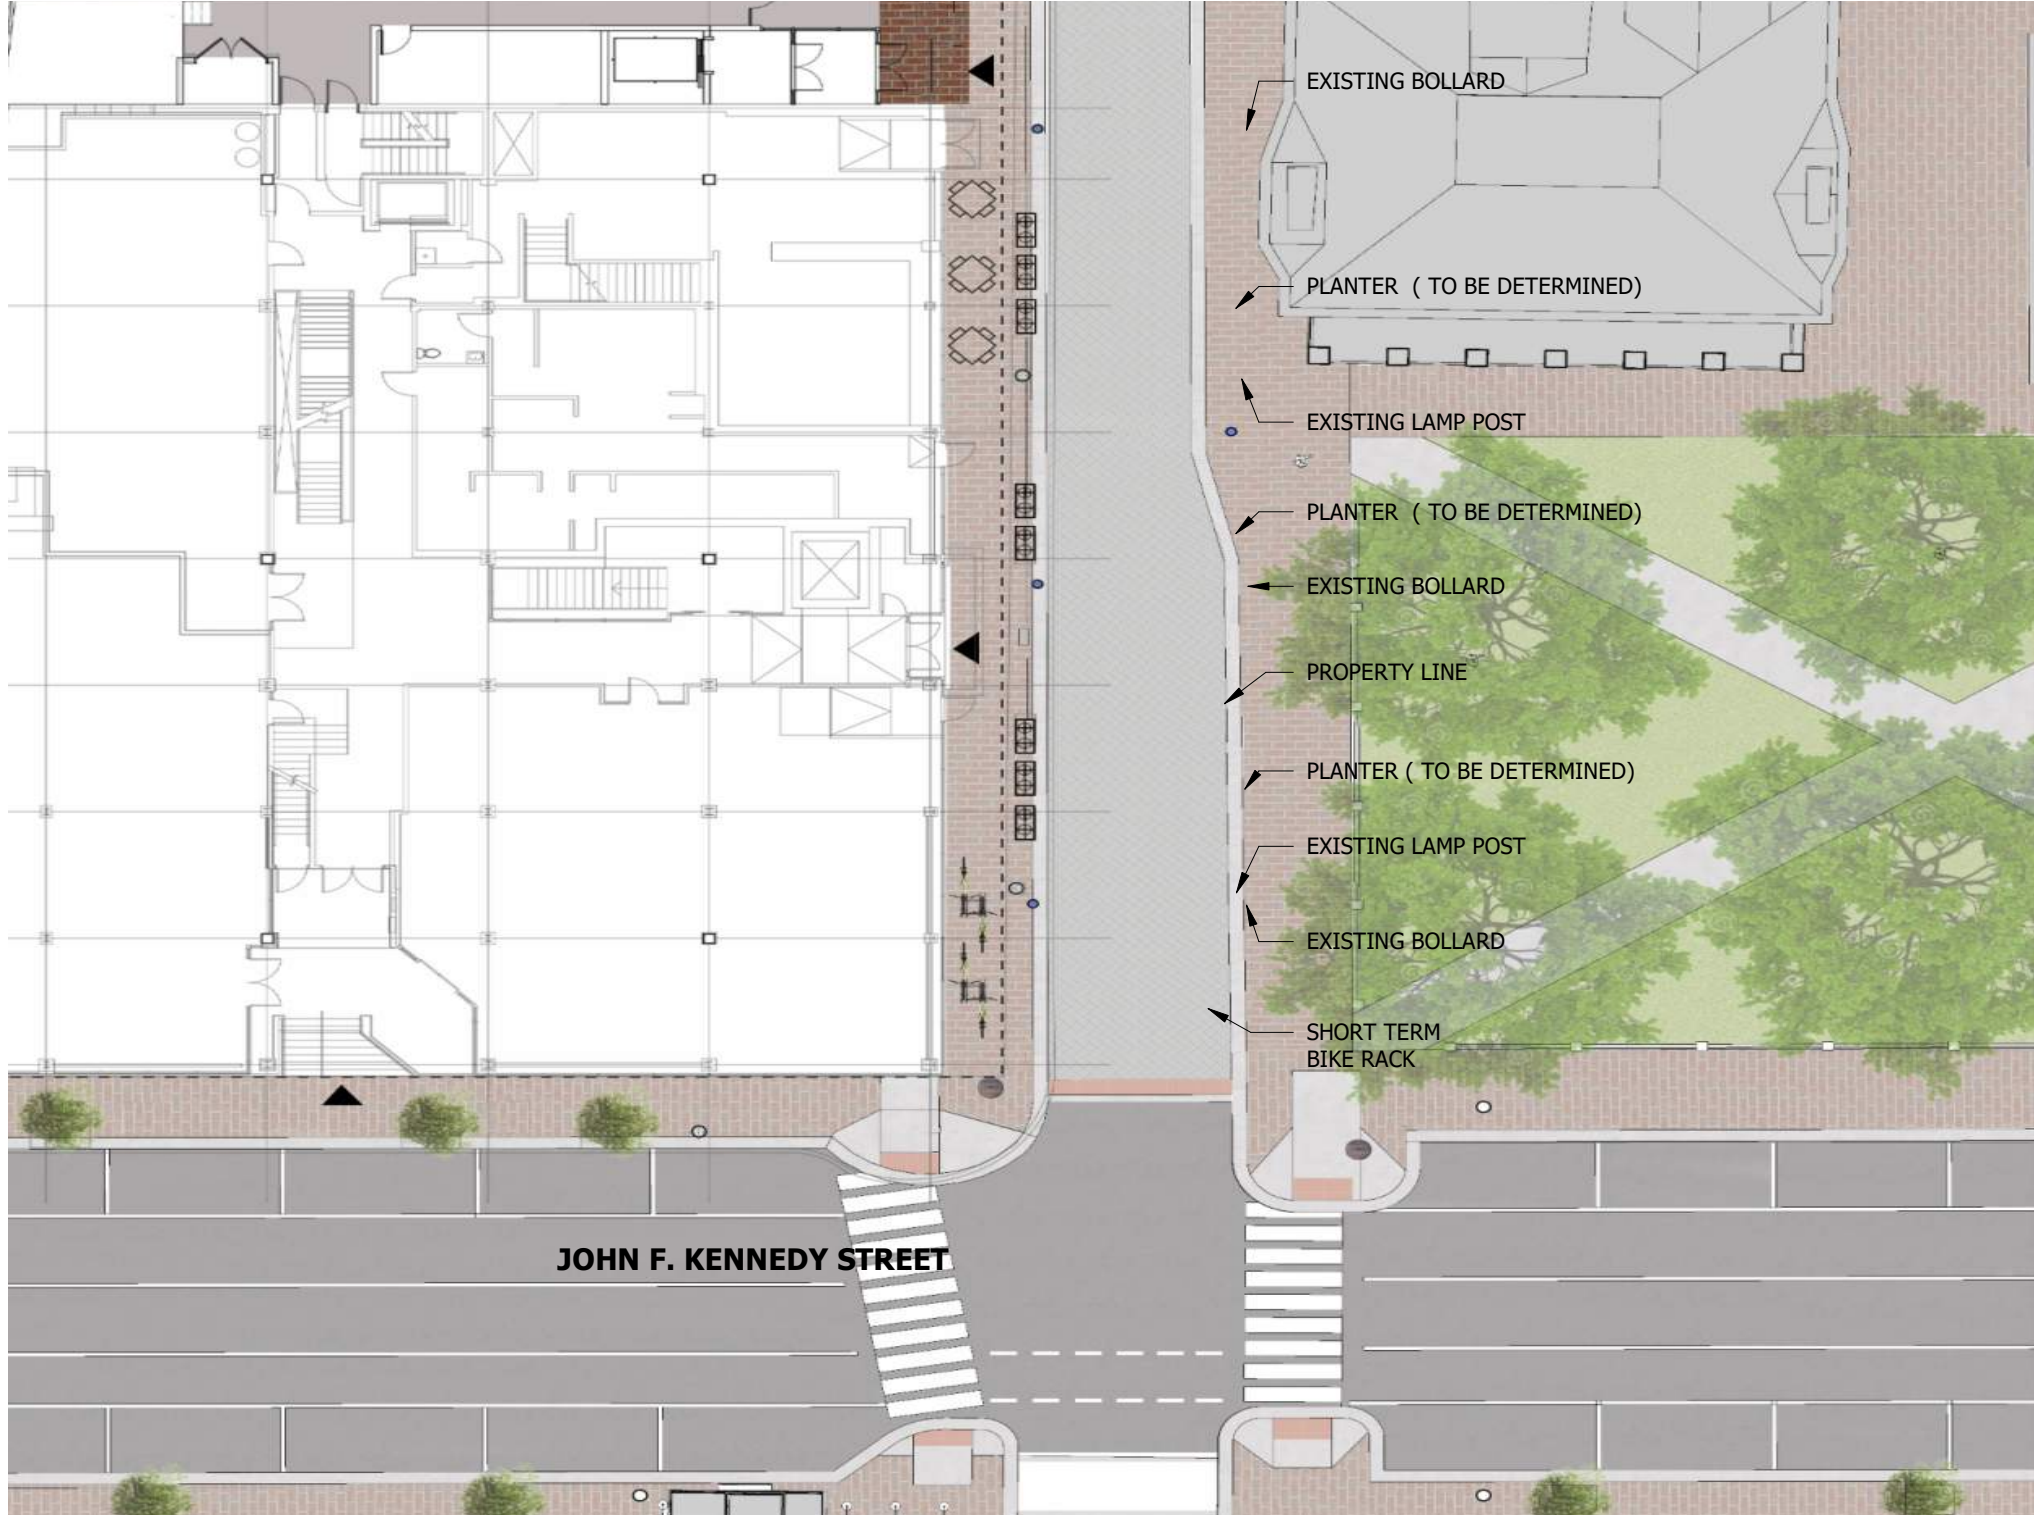 EXISTING BOLLARD
PLANTER ( TO BE DETERMINED)
EXISTING LAMP POST
PLANTER ( TO BE DETERMINED)
EXISTING BOLLARD
PROPERTY LINE
PLANTER ( TO BE DETERMINED)
EXISTING LAMP POST
EXISTING BOLLARD
SHORT TERM
BIKE RACK
JOHN F. KENNEDY STREET